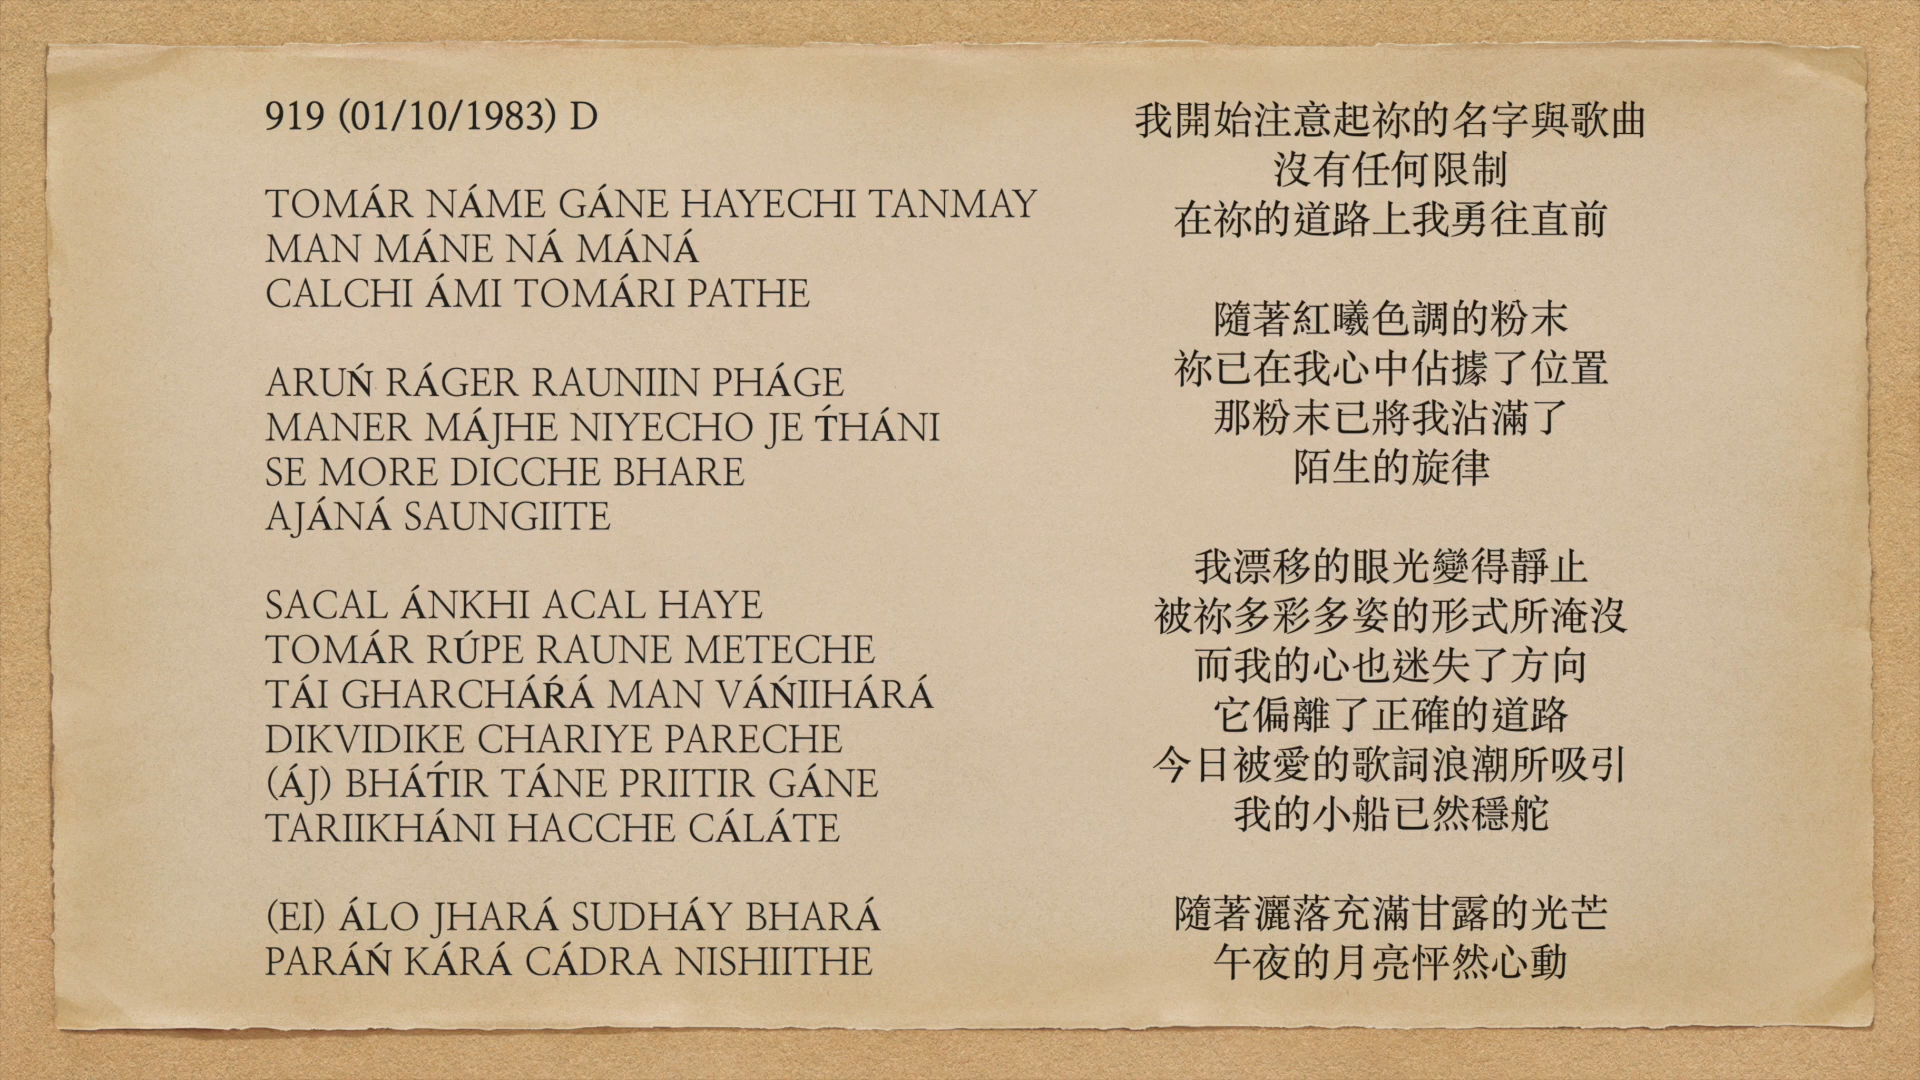 919 (01/10/1983) D
TOMÁR NÁME GÁNE HAYECHI TANMAY
MAN MÁNE NÁ MÁNÁ
CALCHI ÁMI TOMÁRI PATHE
ARUŃ RÁGER RAUNIIN PHÁGE
MANER MÁJHE NIYECHO JE T́HÁNI
SE MORE DICCHE BHARE
AJÁNÁ SAUNGIITE
SACAL ÁNKHI ACAL HAYE
TOMÁR RÚPE RAUNE METECHE
TÁI GHARCHÁŔÁ MAN VÁŃIIHÁRÁ
DIKVIDIKE CHARIYE PARECHE
(ÁJ) BHÁT́IR TÁNE PRIITIR GÁNE
TARIIKHÁNI HACCHE CÁLÁTE
(EI) ÁLO JHARÁ SUDHÁY BHARÁ
PARÁŃ KÁRÁ CÁDRA NISHIITHE
我開始注意起祢的名字與歌曲
沒有任何限制
在祢的道路上我勇往直前
隨著紅曦色調的粉末
祢已在我心中佔據了位置
那粉末已將我沾滿了
陌生的旋律
我漂移的眼光變得靜止
被祢多彩多姿的形式所淹沒
而我的心也迷失了方向
它偏離了正確的道路
今日被愛的歌詞浪潮所吸引
我的小船已然穩舵
隨著灑落充滿甘露的光芒
午夜的月亮怦然心動